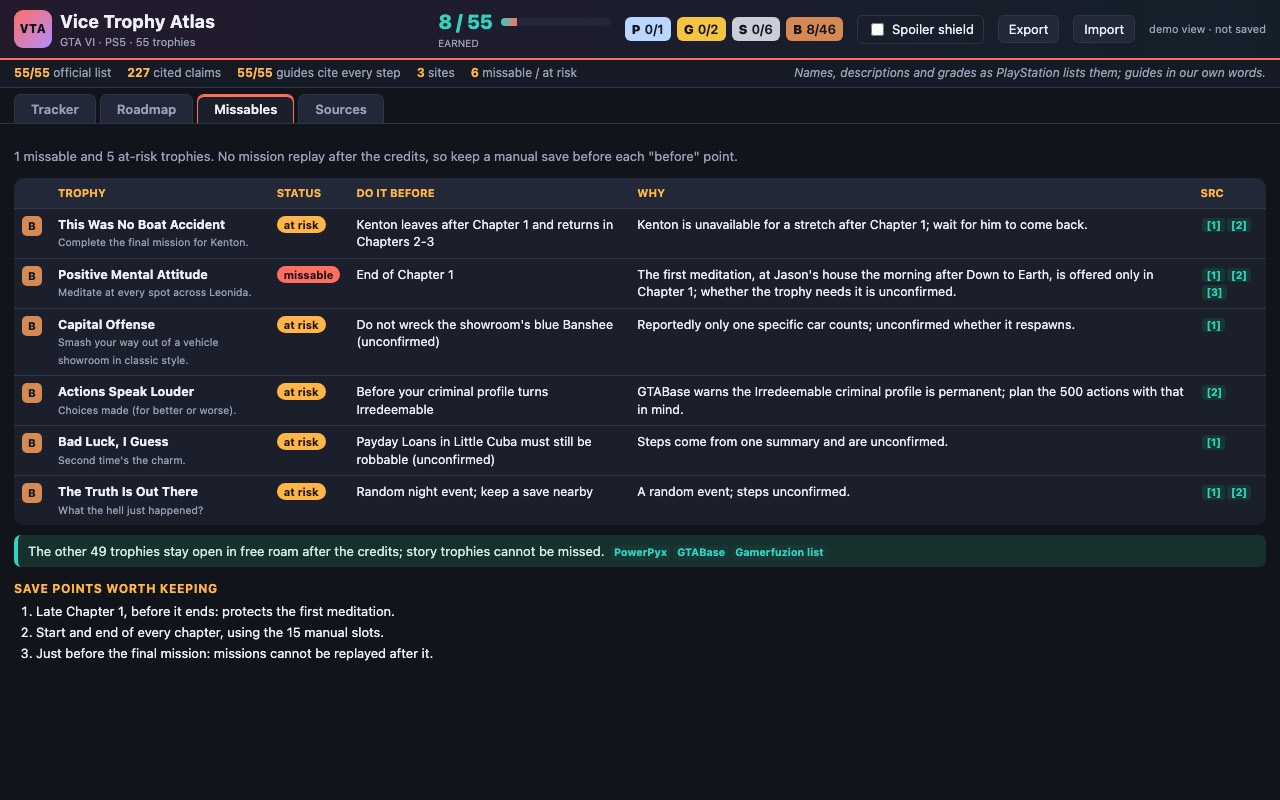 VTA
Vice Trophy Atlas
GTA VI · PS5 · 55 trophies
8 / 55
EARNED
P 0/1
G 0/2
S 0/6
B 8/46
Spoiler shield
Export
Import
demo view · not saved
55/55 official list 227 cited claims 55/55 guides cite every step 3 sites 6 missable / at risk
Names, descriptions and grades as PlayStation lists them; guides in our own words.
Tracker
Roadmap
Missables
Sources
1 missable and 5 at-risk trophies. No mission replay after the credits, so keep a manual save before each "before" point.
TROPHY STATUS DO IT BEFORE WHY SRC
B This Was No Boat Accident at risk Kenton leaves after Chapter 1 and returns in Kenton is unavailable for a stretch after Chapter 1; wait for him to come back. [1] [2]
Complete the final mission for Kenton. Chapters 2-3
B Positive Mental Attitude missable End of Chapter 1 The first meditation, at Jason's house the morning after Down to Earth, is offered only in [1] [2]
Meditate at every spot across Leonida. Chapter 1; whether the trophy needs it is unconfirmed. [3]
B Capital Offense at risk Do not wreck the showroom's blue Banshee Reportedly only one specific car counts; unconfirmed whether it respawns. [1]
Smash your way out of a vehicle (unconfirmed)
showroom in classic style.
B Actions Speak Louder at risk Before your criminal profile turns GTABase warns the Irredeemable criminal profile is permanent; plan the 500 actions with that [2]
Choices made (for better or worse). Irredeemable in mind.
B Bad Luck, I Guess at risk Payday Loans in Little Cuba must still be Steps come from one summary and are unconfirmed. [1]
Second time's the charm. robbable (unconfirmed)
B The Truth Is Out There at risk Random night event; keep a save nearby A random event; steps unconfirmed. [1] [2]
What the hell just happened?
The other 49 trophies stay open in free roam after the credits; story trophies cannot be missed. PowerPyx GTABase Gamerfuzion list
SAVE POINTS WORTH KEEPING
1. Late Chapter 1, before it ends: protects the first meditation.
2. Start and end of every chapter, using the 15 manual slots.
3. Just before the final mission: missions cannot be replayed after it.